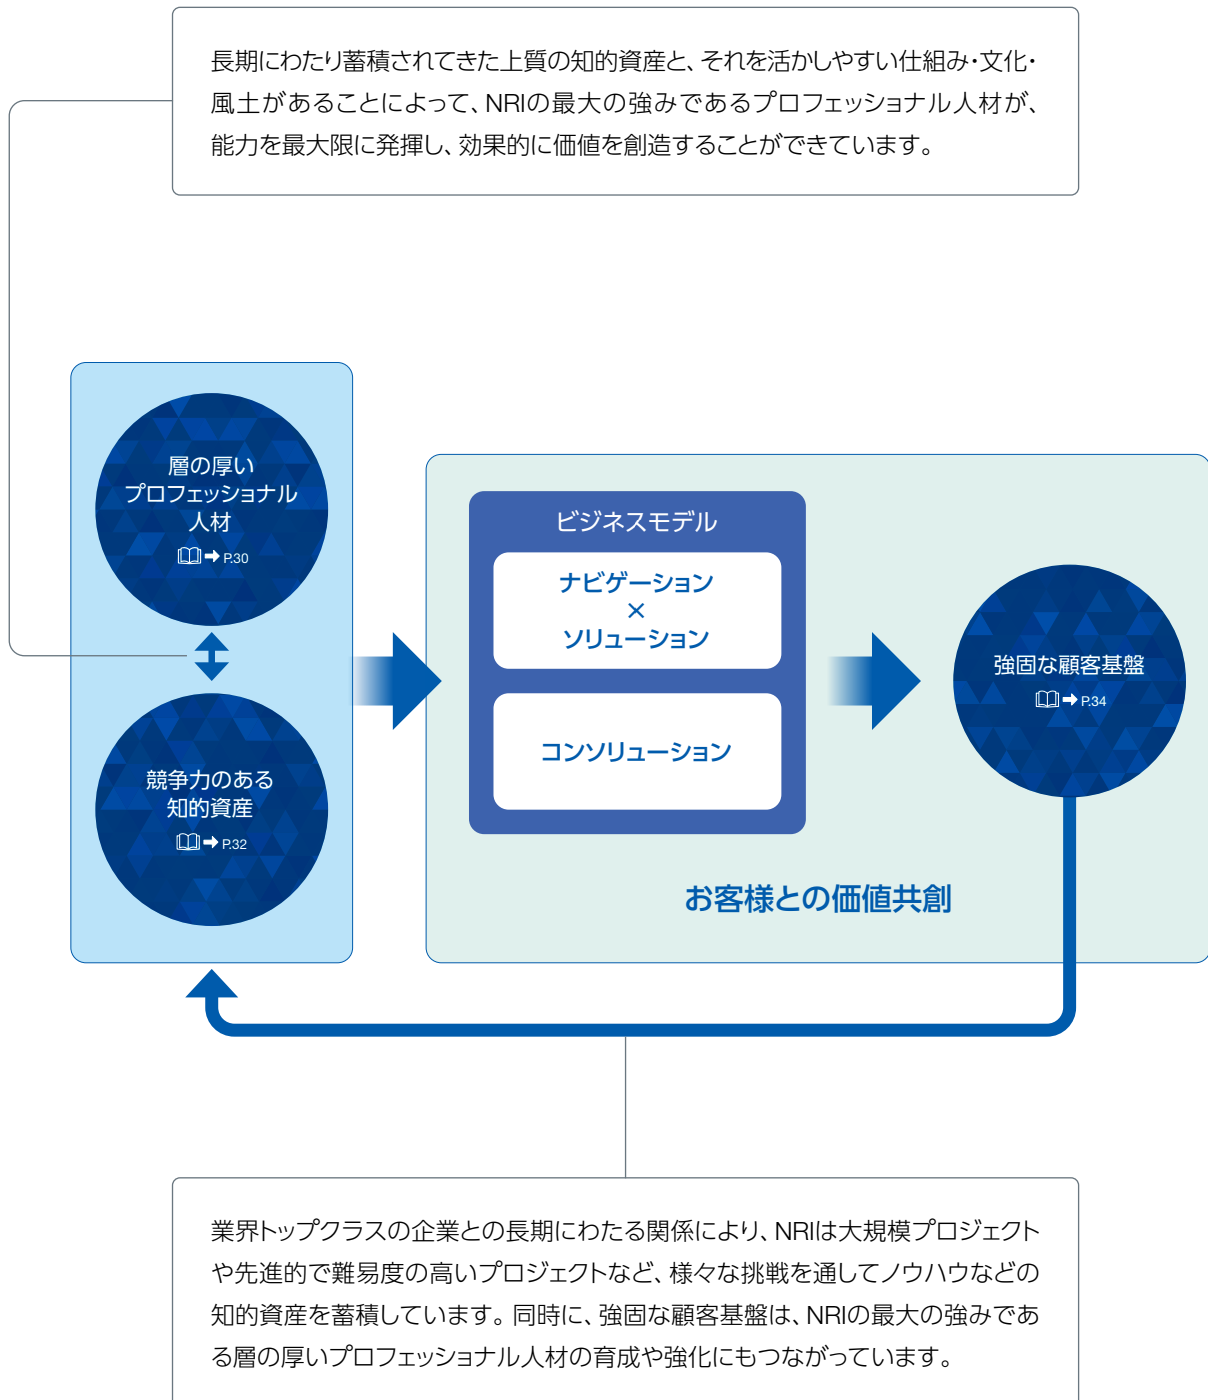 長期にわたり蓄積されてきた上質の知的資産と、それを活かしやすい仕組み・文化・
風土があることによって、NRIの最大の強みであるプロフェッショナル人材が、
能力を最大限に発揮し、効果的に価値を創造することができています。
層の厚い
プロフェッショナル
人材
➡ P.30
競争力のある
知的資産
➡ P.32
ビジネスモデル
ナビゲーション
×
ソリューション
コンソリューション
強固な顧客基盤
➡ P.34
お客様との価値共創
業界トップクラスの企業との長期にわたる関係により、NRIは大規模プロジェクト
や先進的で難易度の高いプロジェクトなど、様々な挑戦を通してノウハウなどの
知的資産を蓄積しています。同時に、強固な顧客基盤は、NRIの最大の強みであ
る層の厚いプロフェッショナル人材の育成や強化にもつながっています。